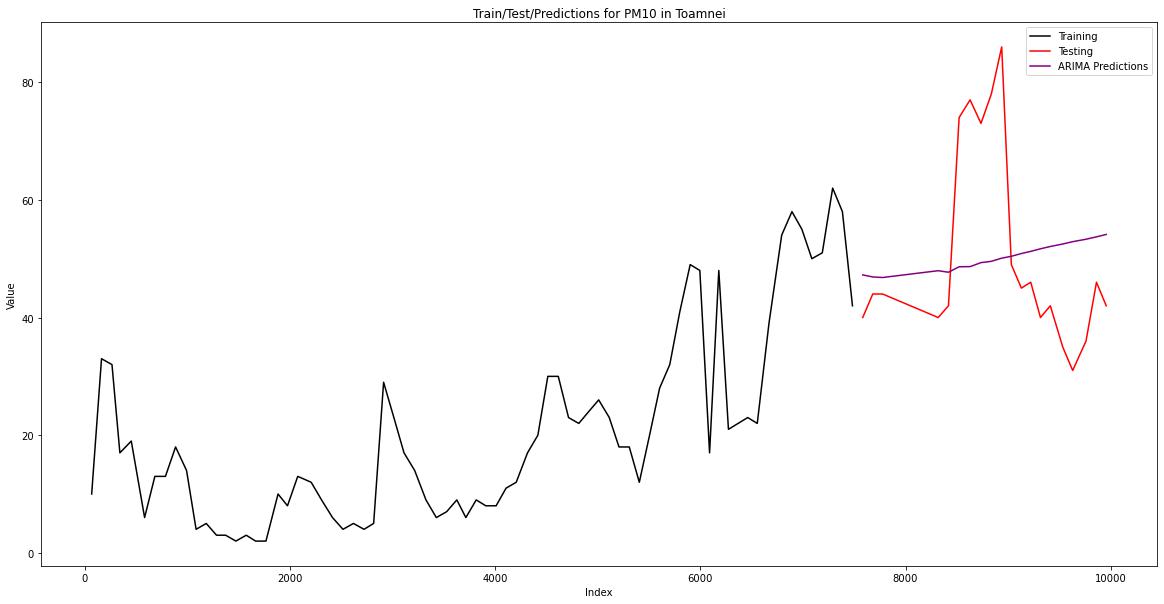 Train/Test/Predictions for PM10 in Toamnei
Training
Testing
ARIMA Predictions
Value
80
60
40
20
0
0 2000 4000 6000 8000 10000
Index